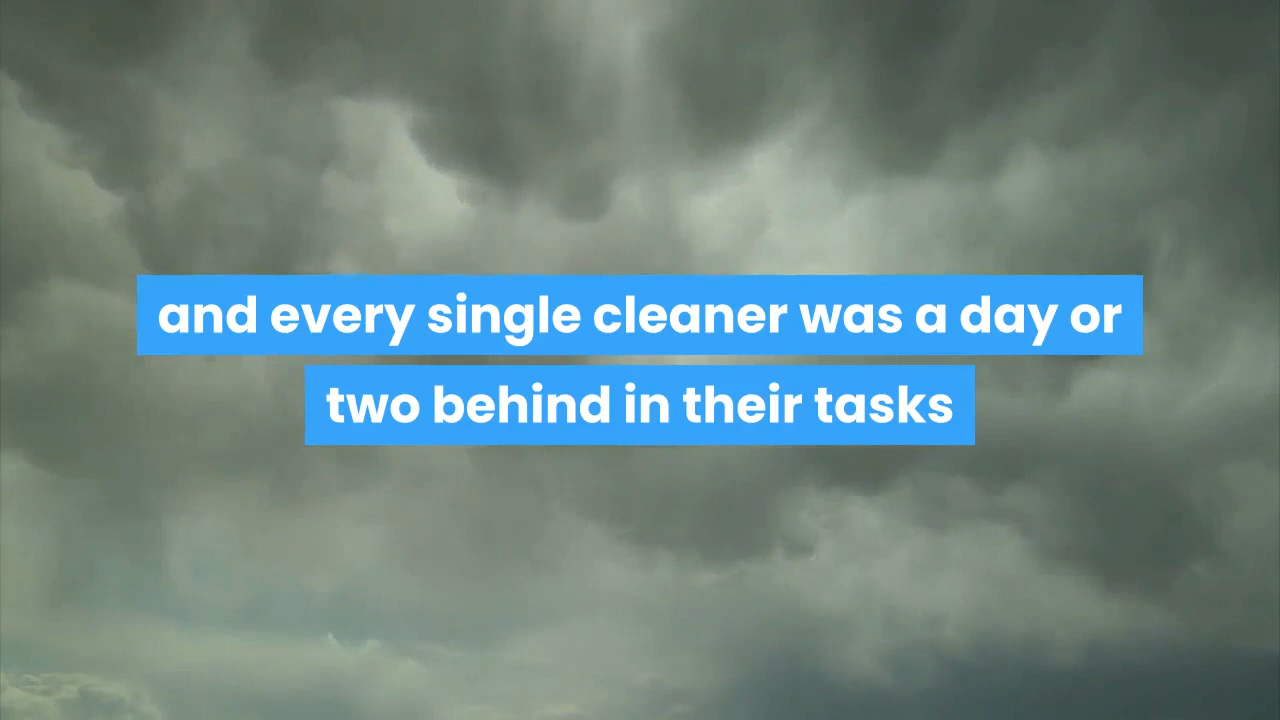 and every single cleaner was a day or
two behind in their tasks